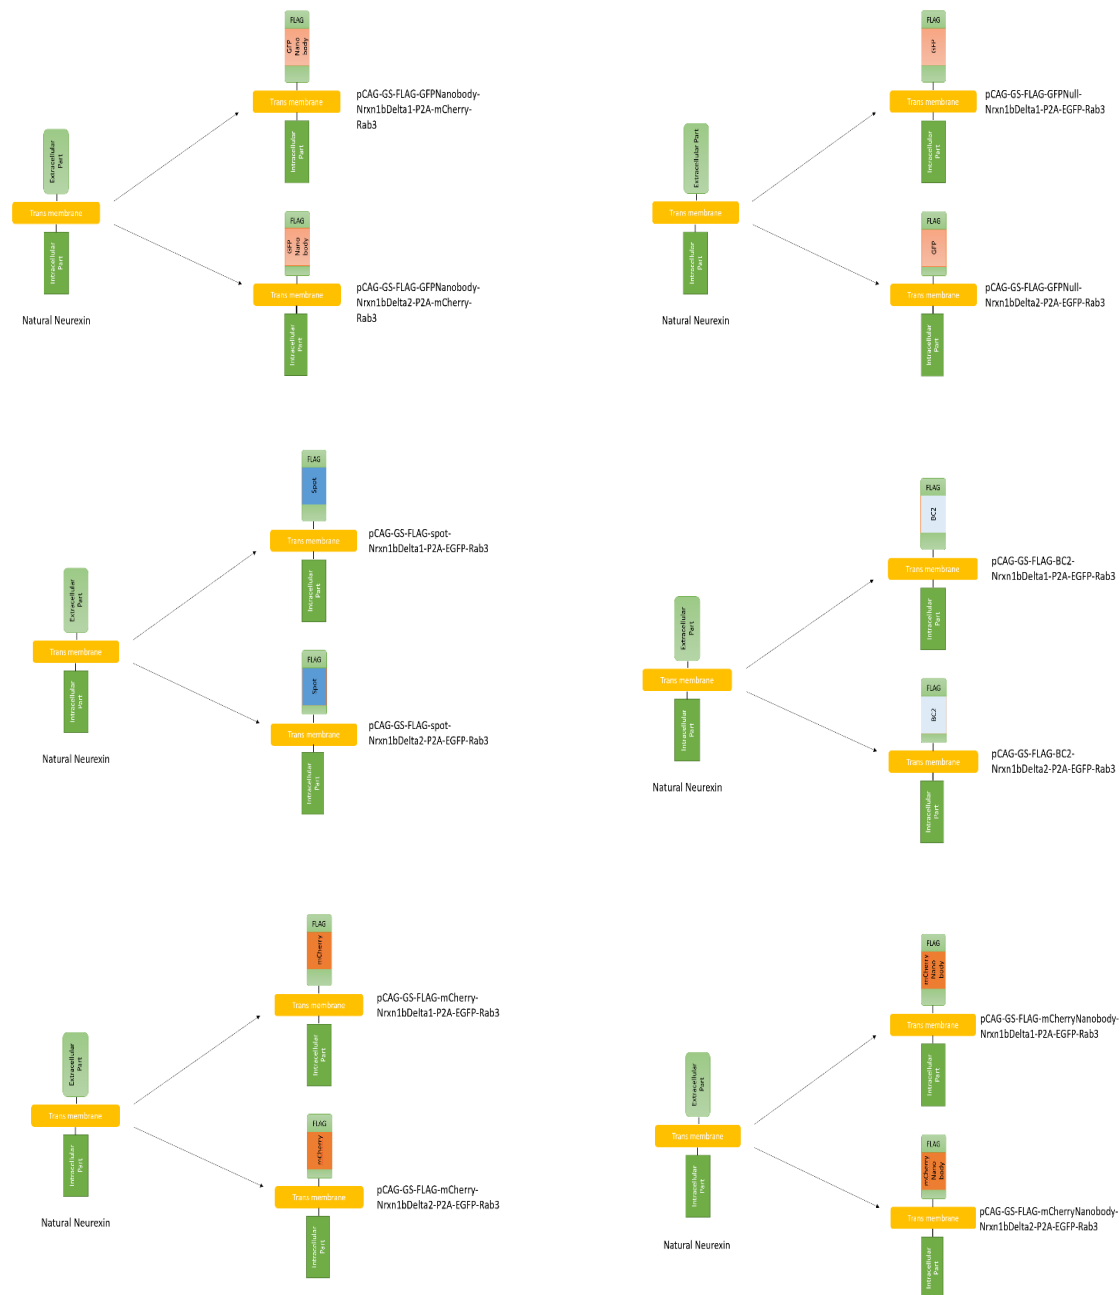 FLAG
GFP
Nano
body
Trans membrane
Intracellular
Part
pCAG-GS-FLAG-GFPNanobody-
Nrxn1bDelta1-P2A-mCherry-
Rab3
Extracellular
Part
Trans membrane
Intracellular
Part
Natural Neurexin
FLAG
GFP
Nano
body
Trans membrane
Intracellular
Part
pCAG-GS-FLAG-GFPNanobody-
Nrxn1bDelta2-P2A-mCherry-
Rab3
FLAG
GFP
Trans membrane
Intracellular
Part
pCAG-GS-FLAG-GFPNull-
Nrxn1bDelta1-P2A-EGFP-Rab3
Extracellular Part
Trans membrane
Intracellular
Part
Natural Neurexin
FLAG
GFP
Trans membrane
Intracellular
Part
pCAG-GS-FLAG-GFPNull-
Nrxn1bDelta2-P2A-EGFP-Rab3
FLAG
Spot
Trans membrane
Intracellular
Part
pCAG-GS-FLAG-spot-
Nrxn1bDelta1-P2A-EGFP-Rab3
Extracellular
Part
Trans membrane
Intracellular
Part
Natural Neurexin
FLAG
Spot
Trans membrane
Intracellular
Part
pCAG-GS-FLAG-spot-
Nrxn1bDelta2-P2A-EGFP-Rab3
FLAG
BC2
Trans membrane
Intracellular
Part
pCAG-GS-FLAG-BC2-
Nrxn1bDelta1-P2A-EGFP-Rab3
Extracellular
Part
Trans membrane
Intracellular
Part
Natural Neurexin
FLAG
BC2
Trans membrane
Intracellular
Part
pCAG-GS-FLAG-BC2-
Nrxn1bDelta2-P2A-EGFP-Rab3
FLAG
mCherry
Trans membrane
Intracellular
Part
pCAG-GS-FLAG-mCherry-
Nrxn1bDelta1-P2A-EGFP-Rab3
Extracellular
Part
Trans membrane
Intracellular
Part
Natural Neurexin
FLAG
mCherry
Trans membrane
Intracellular
Part
pCAG-GS-FLAG-mCherry-
Nrxn1bDelta2-P2A-EGFP-Rab3
FLAG
mCherry
Nano
body
Trans membrane
Intracellular
Part
pCAG-GS-FLAG-mCherryNanobody-
Nrxn1bDelta1-P2A-EGFP-Rab3
Extracellular
Part
Trans membrane
Intracellular
Part
Natural Neurexin
FLAG
mCherry
Nano
body
Trans membrane
Intracellular
Part
pCAG-GS-FLAG-mCherryNanobody-
Nrxn1bDelta2-P2A-EGFP-Rab3